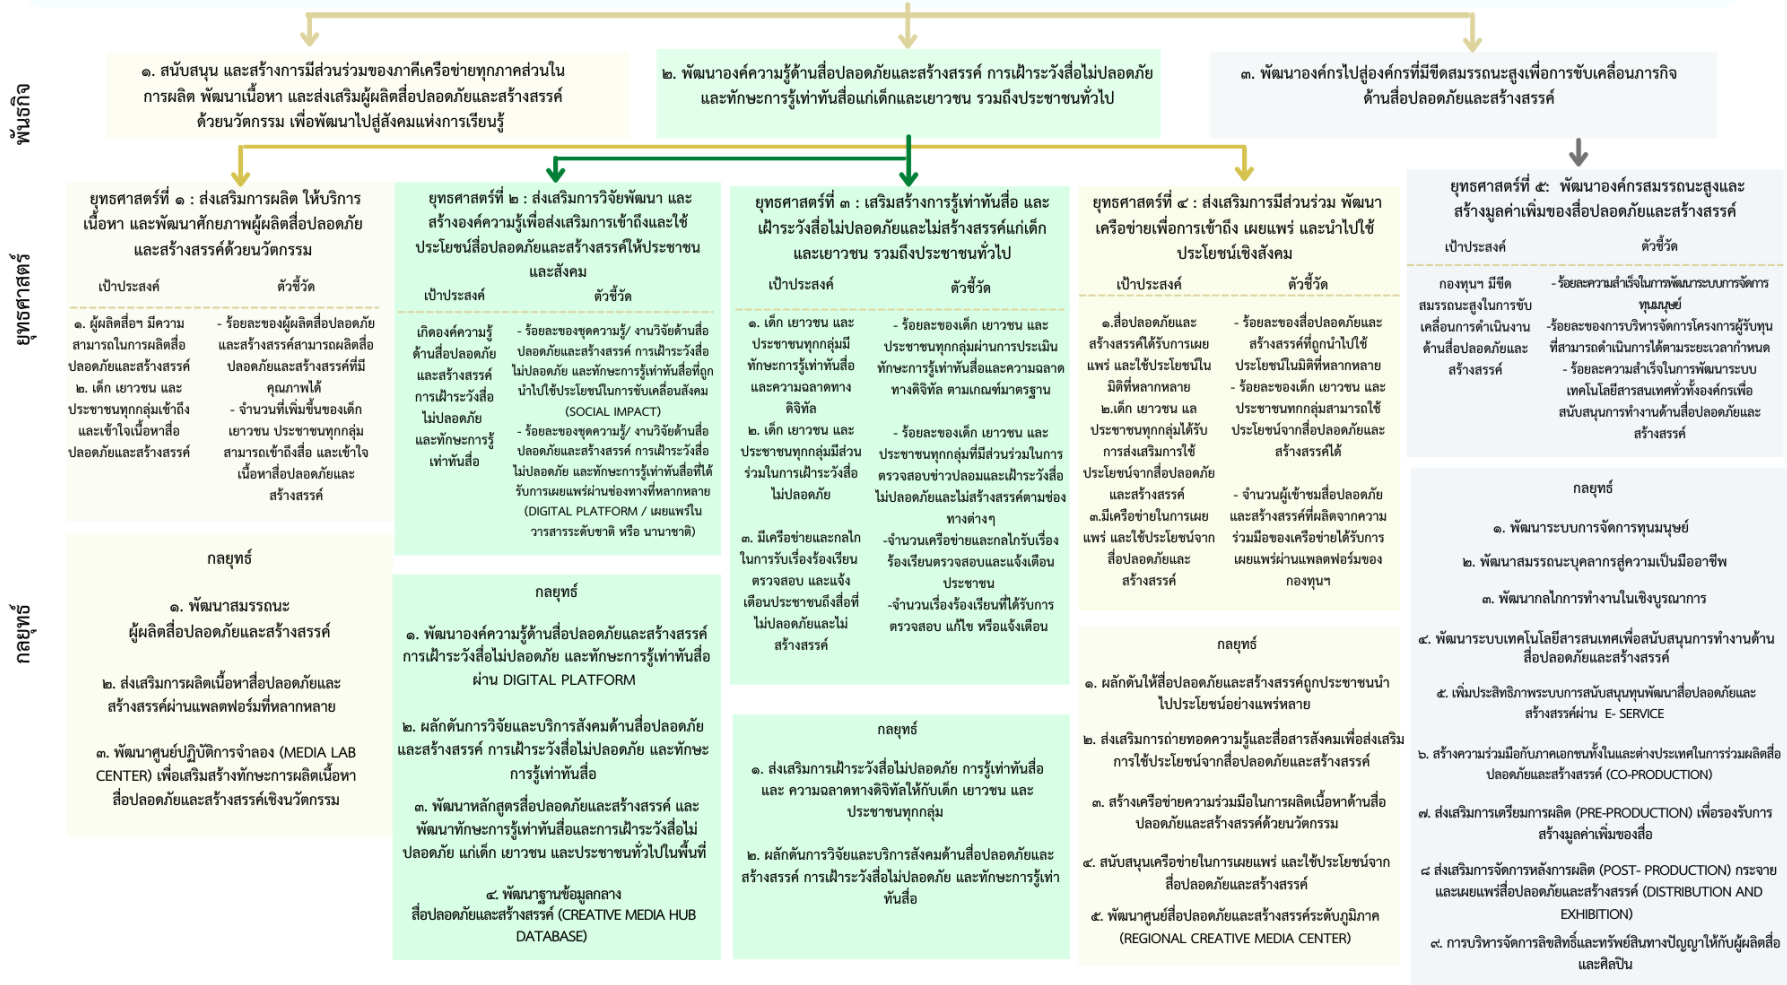 พันธกิจ
๑. สนับสนุน และสร้างการมีส่วนร่วมของภาคีเครือข่ายทุกภาคส่วนใน
การผลิต พัฒนาเนื้อหา และส่งเสริมผู้ผลิตสื่อปลอดภัยและสร้างสรรค์
ด้วยนวัตกรรม เพื่อพัฒนาไปสู่สังคมแห่งการเรียนรู้
๒. พัฒนาองค์ความรู้ด้านสื่อปลอดภัยและสร้างสรรค์ การเฝ้าระวังสื่อไม่ปลอดภัย
และทักษะการรู้เท่าทันสื่อแก่เด็กและเยาวชน รวมถึงประชาชนทั่วไป
๓. พัฒนาองค์กรไปสู่องค์กรที่มีขีดสมรรถนะสูงเพื่อการขับเคลื่อนภารกิจ
ด้านสื่อปลอดภัยและสร้างสรรค์
ยุทธศาสตร์
ยุทธศาสตร์ที่ ๑ : ส่งเสริมการผลิต ให้บริการ
เนื้อหา และพัฒนาศักยภาพผู้ผลิตสื่อปลอดภัย
และสร้างสรรค์ด้วยนวัตกรรม
เป้าประสงค์
๑. ผู้ผลิตสื่อฯ มีความ
สามารถในการผลิตสื่อ
ปลอดภัยและสร้างสรรค์
๒. เด็ก เยาวชน และ
ประชาชนทุกกลุ่มเข้าถึง
และเข้าใจเนื้อหาสื่อ
ปลอดภัยและสร้างสรรค์
ตัวชี้วัด
- ร้อยละของผู้ผลิตสื่อปลอดภัย
และสร้างสรรค์สามารถผลิตสื่อ
ปลอดภัยและสร้างสรรค์ที่มี
คุณภาพได้
- จำนวนที่เพิ่มขึ้นของเด็ก
เยาวชน ประชาชนทุกกลุ่ม
สามารถเข้าถึงสื่อ และเข้าใจ
เนื้อหาสื่อปลอดภัยและ
สร้างสรรค์
ยุทธศาสตร์ที่ ๒ : ส่งเสริมการวิจัยพัฒนา และ
สร้างองค์ความรู้เพื่อส่งเสริมการเข้าถึงและใช้
ประโยชน์สื่อปลอดภัยและสร้างสรรค์ให้ประชาชน
และสังคม
เป้าประสงค์
เกิดองค์ความรู้
ด้านสื่อปลอดภัย
และสร้างสรรค์
การเฝ้าระวังสื่อ
ไม่ปลอดภัย
และทักษะการรู้
เท่าทันสื่อ
ตัวชี้วัด
- ร้อยละของชุดความรู้/ งานวิจัยด้านสื่อ
ปลอดภัยและสร้างสรรค์ การเฝ้าระวังสื่อ
ไม่ปลอดภัย และทักษะการรู้เท่าทันสื่อที่ถูก
นำไปใช้ประโยชน์ในการขับเคลื่อนสังคม
(SOCIAL IMPACT)
- ร้อยละของชุดความรู้/ งานวิจัยด้านสื่อ
ปลอดภัยและสร้างสรรค์ การเฝ้าระวังสื่อ
ไม่ปลอดภัย และทักษะการรู้เท่าทันสื่อที่ได้
รับการเผยแพร่ผ่านช่องทางที่หลากหลาย
(DIGITAL PLATFORM / เผยแพร่ใน
วารสารระดับชาติ หรือ นานาชาติ)
ยุทธศาสตร์ที่ ๓ : เสริมสร้างการรู้เท่าทันสื่อ และ
เฝ้าระวังสื่อไม่ปลอดภัยและไม่สร้างสรรค์แก่เด็ก
และเยาวชน รวมถึงประชาชนทั่วไป
เป้าประสงค์
๑. เด็ก เยาวชน และ
ประชาชนทุกกลุ่มมี
ทักษะการรู้เท่าทันสื่อ
และความฉลาดทาง
ดิจิทัล
๒. เด็ก เยาวชน และ
ประชาชนทุกกลุ่มมีส่วน
ร่วมในการเฝ้าระวังสื่อ
ไม่ปลอดภัย
๓. มีเครือข่ายและกลไก
ในการรับเรื่องร้องเรียน
ตรวจสอบ และแจ้ง
เตือนประชาชนถึงสื่อที่
ไม่ปลอดภัยและไม่
สร้างสรรค์
ตัวชี้วัด
- ร้อยละของเด็ก เยาวชน และ
ประชาชนทุกกลุ่มผ่านการประเมิน
ทักษะการรู้เท่าทันสื่อและความฉลาด
ทางดิจิทัล ตามเกณฑ์มาตรฐาน
- ร้อยละของเด็ก เยาวชน และ
ประชาชนทุกกลุ่มที่มีส่วนร่วมในการ
ตรวจสอบข่าวปลอมและเฝ้าระวังสื่อ
ไม่ปลอดภัยและไม่สร้างสรรค์ตามช่อง
ทางต่างๆ
-จำนวนเครือข่ายและกลไกรับเรื่อง
ร้องเรียนตรวจสอบและแจ้งเตือน
ประชาชน
-จำนวนเรื่องร้องเรียนที่ได้รับการ
ตรวจสอบ แก้ไข หรือแจ้งเตือน
ยุทธศาสตร์ที่ ๔ : ส่งเสริมการมีส่วนร่วม พัฒนา
เครือข่ายเพื่อการเข้าถึง เผยแพร่ และนำไปใช้
ประโยชน์เชิงสังคม
เป้าประสงค์
๑.สื่อปลอดภัยและ
สร้างสรรค์ได้รับการเผย
แพร่ และใช้ประโยชน์ใน
มิติที่หลากหลาย
๒.เด็ก เยาวชน แล
ประชาชนทุกกลุ่มได้รับ
การส่งเสริมการใช้
ประโยชน์จากสื่อปลอดภัย
และสร้างสรรค์
๓.มีเครือข่ายในการเผย
แพร่ และใช้ประโยชน์จาก
สื่อปลอดภัยและ
สร้างสรรค์
ตัวชี้วัด
- ร้อยละของสื่อปลอดภัยและ
สร้างสรรค์ที่ถูกนำไปใช้
ประโยชน์ในมิติที่หลากหลาย
- ร้อยละของเด็ก เยาวชน และ
ประชาชนทกกลุ่มสามารถใช้
ประโยชน์จากสื่อปลอดภัยและ
สร้างสรรค์ได้
- จำนวนผู้เข้าชมสื่อปลอดภัย
และสร้างสรรค์ที่ผลิตจากความ
ร่วมมือของเครือข่ายได้รับการ
เผยแพร่ผ่านแพลตฟอร์มของ
กองทุนฯ
ยุทธศาสตร์ที่ ๕: พัฒนาองค์กรสมรรถนะสูงและ
สร้างมูลค่าเพิ่มของสื่อปลอดภัยและสร้างสรรค์
เป้าประสงค์
กองทุนฯ มีขีด
สมรรถนะสูงในการขับ
เคลื่อนการดำเนินงาน
ด้านสื่อปลอดภัยและ
สร้างสรรค์
ตัวชี้วัด
- ร้อยละความสำเร็จในการพัฒนาระบบการจัดการ
ทุนมนุษย์
-ร้อยละของการบริหารจัดการโครงการผู้รับทุน
ที่สามารถดำเนินการได้ตามระยะเวลากำหนด
- ร้อยละความสำเร็จในการพัฒนาระบบ
เทคโนโลยีสารสนเทศทั่วทั้งองค์กรเพื่อ
สนับสนุนการทำงานด้านสื่อปลอดภัยและ
สร้างสรรค์
กลยุทธ์
กลยุทธ์
๑. พัฒนาสมรรถนะ
ผู้ผลิตสื่อปลอดภัยและสร้างสรรค์
๒. ส่งเสริมการผลิตเนื้อหาสื่อปลอดภัยและ
สร้างสรรค์ผ่านแพลตฟอร์มที่หลากหลาย
๓. พัฒนาศูนย์ปฏิบัติการจำลอง (MEDIA LAB
CENTER) เพื่อเสริมสร้างทักษะการผลิตเนื้อหา
สื่อปลอดภัยและสร้างสรรค์เชิงนวัตกรรม
กลยุทธ์
๑. พัฒนาองค์ความรู้ด้านสื่อปลอดภัยและสร้างสรรค์
การเฝ้าระวังสื่อไม่ปลอดภัย และทักษะการรู้เท่าทันสื่อ
ผ่าน DIGITAL PLATFORM
๒. ผลักดันการวิจัยและบริการสังคมด้านสื่อปลอดภัย
และสร้างสรรค์ การเฝ้าระวังสื่อไม่ปลอดภัย และทักษะ
การรู้เท่าทันสื่อ
๓. พัฒนาหลักสูตรสื่อปลอดภัยและสร้างสรรค์ และ
พัฒนาทักษะการรู้เท่าทันสื่อและการเฝ้าระวังสื่อไม่
ปลอดภัย แก่เด็ก เยาวชน และประชาชนทั่วไปในพื้นที่
๔. พัฒนาฐานข้อมูลกลาง
สื่อปลอดภัยและสร้างสรรค์ (CREATIVE MEDIA HUB
DATABASE)
กลยุทธ์
๑. ส่งเสริมการเฝ้าระวังสื่อไม่ปลอดภัย การรู้เท่าทันสื่อ
และ ความฉลาดทางดิจิทัลให้กับเด็ก เยาวชน และ
ประชาชนทุกกลุ่ม
๒. ผลักดันการวิจัยและบริการสังคมด้านสื่อปลอดภัยและ
สร้างสรรค์ การเฝ้าระวังสื่อไม่ปลอดภัย และทักษะการรู้เท่า
ทันสื่อ
กลยุทธ์
๑. ผลักดันให้สื่อปลอดภัยและสร้างสรรค์ถูกประชาชนนำ
ไปประโยชน์อย่างแพร่หลาย
๒. ส่งเสริมการถ่ายทอดความรู้และสื่อสารสังคมเพื่อส่งเสริม
การใช้ประโยชน์จากสื่อปลอดภัยและสร้างสรรค์
๓. สร้างเครือข่ายความร่วมมือในการผลิตเนื้อหาด้านสื่อ
ปลอดภัยและสร้างสรรค์ด้วยนวัตกรรม
๔. สนับสนุนเครือข่ายในการเผยแพร่ และใช้ประโยชน์จาก
สื่อปลอดภัยและสร้างสรรค์
๕. พัฒนาศูนย์สื่อปลอดภัยและสร้างสรรค์ระดับภูมิภาค
(REGIONAL CREATIVE MEDIA CENTER)
กลยุทธ์
๑. พัฒนาระบบการจัดการทุนมนุษย์
๒. พัฒนาสมรรถนะบุคลากรสู่ความเป็นมืออาชีพ
๓. พัฒนากลไกการทำงานในเชิงบูรณาการ
๔. พัฒนาระบบเทคโนโลยีสารสนเทศเพื่อสนับสนุนการทำงานด้าน
สื่อปลอดภัยและสร้างสรรค์
๕. เพิ่มประสิทธิภาพระบบการสนับสนุนทุนพัฒนาสื่อปลอดภัยและ
สร้างสรรค์ผ่าน E- SERVICE
๖. สร้างความร่วมมือกับภาคเอกชนทั้งในและต่างประเทศในการร่วมผลิตสื่อ
ปลอดภัยและสร้างสรรค์ (CO-PRODUCTION)
๗. ส่งเสริมการเตรียมการผลิต (PRE-PRODUCTION) เพื่อรองรับการ
สร้างมูลค่าเพิ่มของสื่อ
๘ ส่งเสริมการจัดการหลังการผลิต (POST- PRODUCTION) กระจาย
และเผยแพร่สื่อปลอดภัยและสร้างสรรค์ (DISTRIBUTION AND
EXHIBITION)
๙. การบริหารจัดการลิขสิทธิ์และทรัพย์สินทางปัญญาให้กับผู้ผลิตสื่อ
และศิลปิน